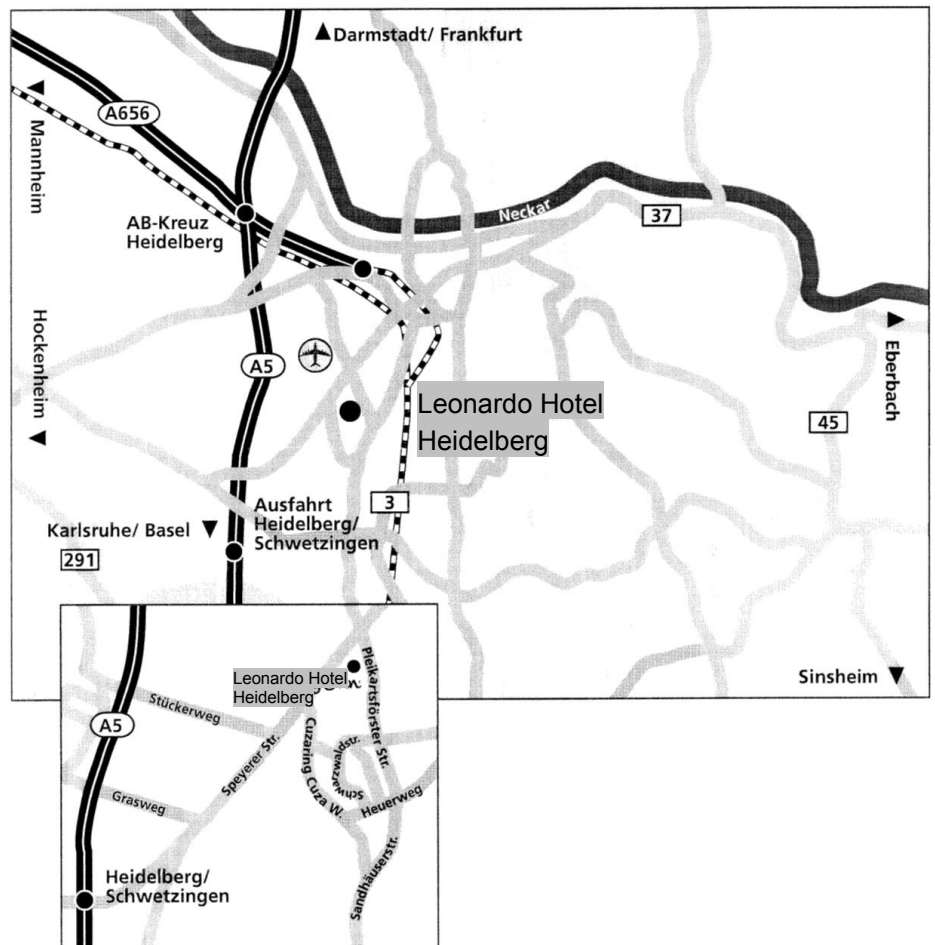 Darmstadt/ Frankfurt
A656
Mannheim
AB-Kreuz
Heidelberg
Neckar
37
Hockenheim
A5
Eberbach
Leonardo Hotel
Heidelberg
45
3
Ausfahrt
Heidelberg/
Schwetzingen
Karlsruhe/ Basel
291
Sinsheim
Leonardo Hotel
Heidelberg
Pleikartsförster Str.
Stückerweg
A5
Speyerer Str.
Cuzaring Cuza W.
Schwarzwaldstr.
Grasweg
Heuerweg
Sandhäuserstr.
Heidelberg/
Schwetzingen